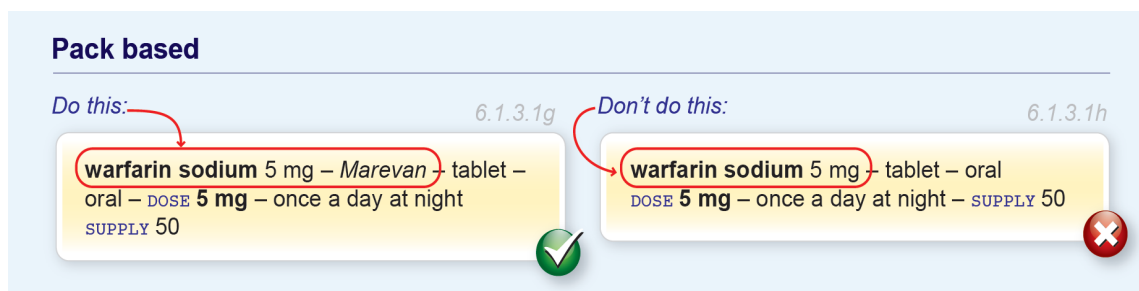 Pack based
Do this:
6.1.3.1g
warfarin sodium 5 mg – Marevan – tablet –
oral – DOSE 5 mg – once a day at night
SUPPLY 50
Don't do this:
6.1.3.1h
warfarin sodium 5 mg – tablet – oral
DOSE 5 mg – once a day at night – SUPPLY 50